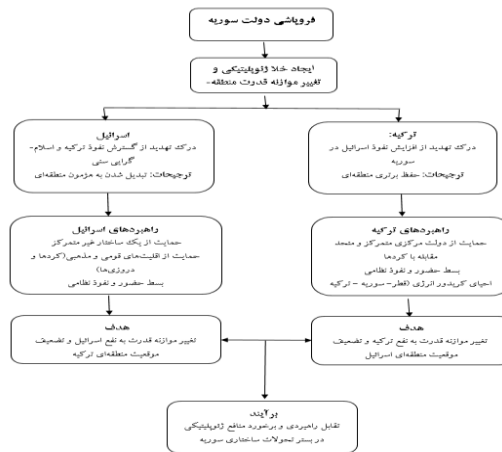 فروپاشی دولت سوریه
ایجاد خلا ژئوپلیتیکی و
تغییر موازنه قدرت منطقه-
اسرائیل
درک تهدید از گسترش نفوذ ترکیه و اسلام-
گرایی سنی
ترجیحات: تبدیل شدن به هژمون منطقه‌ای
ترکیه:
درک تهدید از افزایش نفوذ اسرائیل در
سوریه
ترجیحات: حفظ برتری منطقه‌ای
راهبردهای اسرائیل
حمایت از یک ساختار غیر متمرکز
حمایت از اقلیت‌های قومی و مذهبی(کردها و
دروزی‌ها)
بسط حضور و نفوذ نظامی
راهبردهای ترکیه
حمایت از دولت مرکزی متمرکز و متحد
مقابله با کردها
بسط حضور و نفوذ نظامی
احیای کریدور انرژی (قطر- سوریه - ترکیه
هدف
تغییر موازنه قدرت به نفع اسرائیل و تضعیف
موقعیت منطقه‌ای ترکیه
هدف
تغییر موازنه قدرت به نفع ترکیه و تضعیف
موقعیت منطقه‌ای اسرائیل
برآیند
تقابل راهبردی و برخورد منافع ژئوپلیتیکی
در بستر تحولات ساختاری سوریه